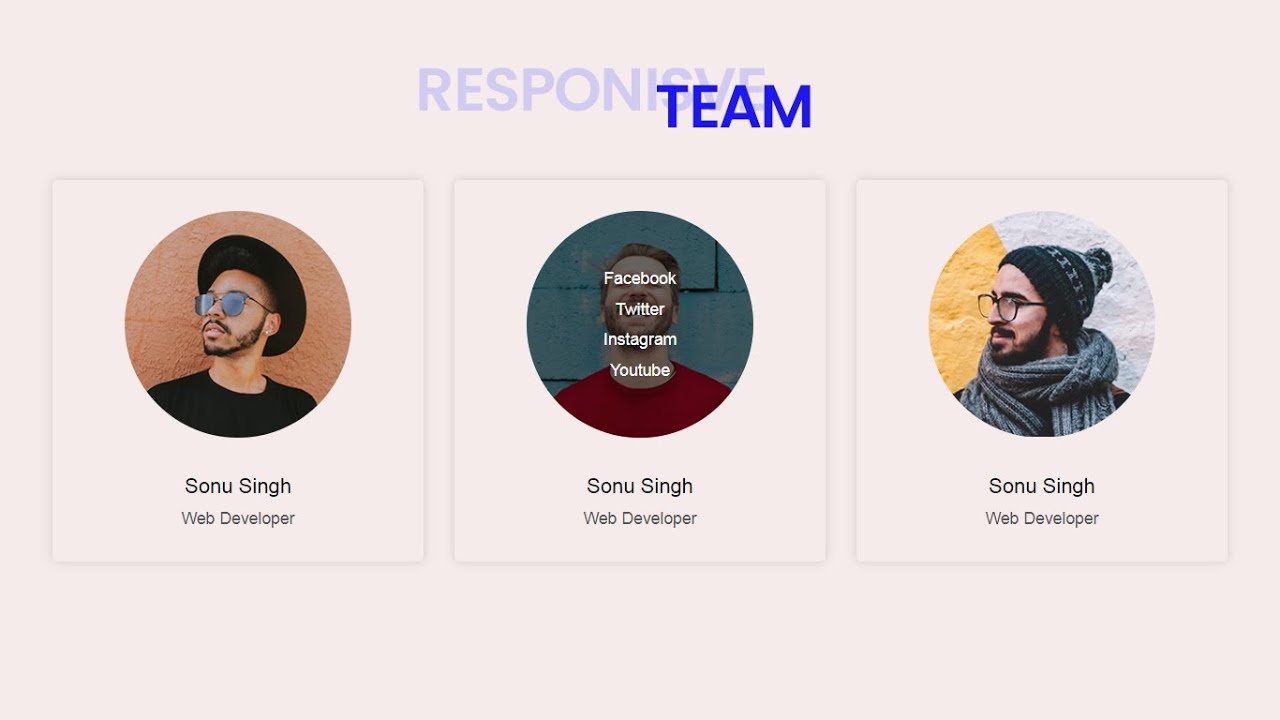 RESPONISVE
TEAM
Facebook
Twitter
Instagram
Youtube
Sonu Singh
Web Developer
Sonu Singh
Web Developer
Sonu Singh
Web Developer